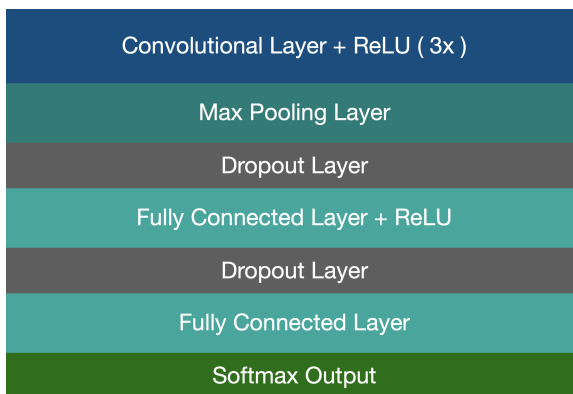 Convolutional Layer + ReLU ( 3x )
Max Pooling Layer
Dropout Layer
Fully Connected Layer + ReLU
Dropout Layer
Fully Connected Layer
Softmax Output